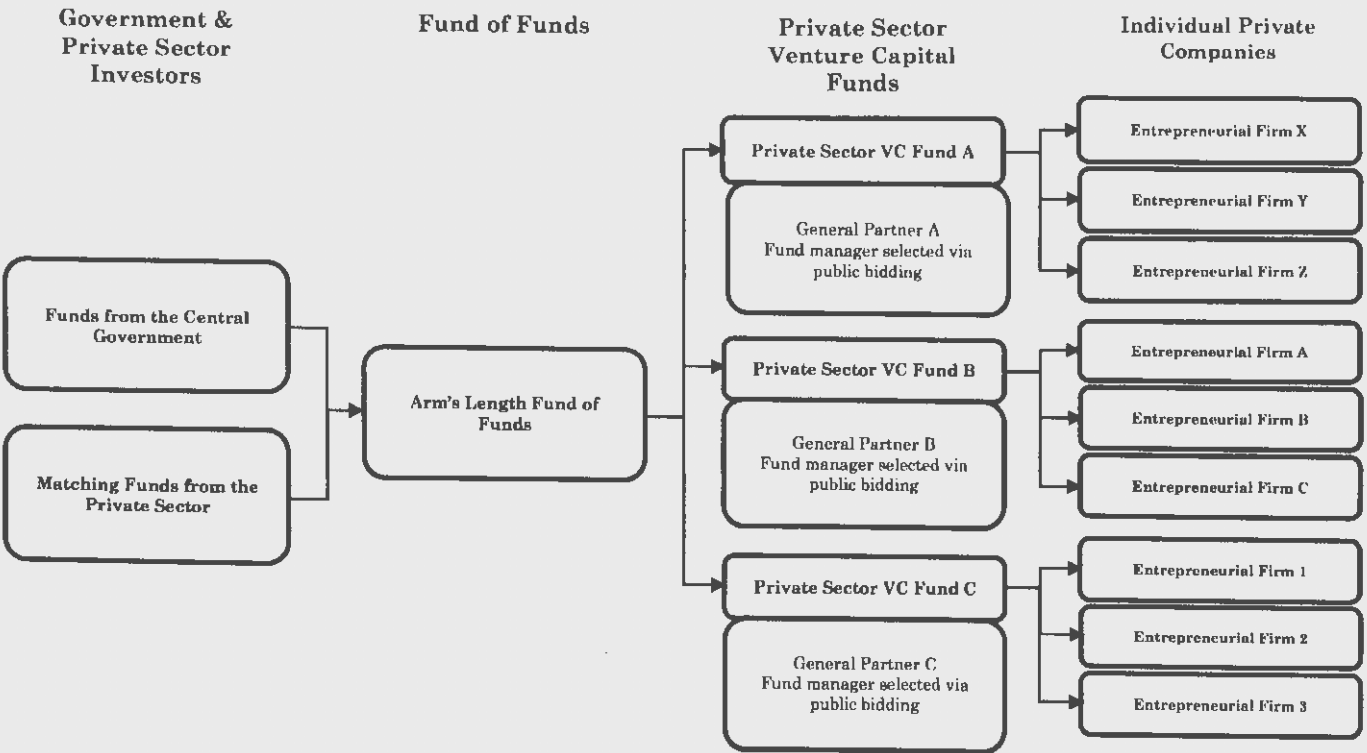 Government &
Private Sector
Investors
Fund of Funds
Private Sector
Venture Capital
Funds
Individual Private
Companies
Funds from the Central
Government
Matching Funds from the
Private Sector
Arm's Length Fund of
Funds
Private Sector VC Fund A
General Partner A
Fund manager selected via
public bidding
Private Sector VC Fund B
General Partner B
Fund manager selected via
public bidding
Private Sector VC Fund C
General Partner C
Fund manager selected via
public bidding
Entrepreneurial Firm X
Entrepreneurial Firm Y
Entrepreneurial Firm Z
Entrepreneurial Firm A
Entrepreneurial Firm B
Entrepreneurial Firm C
Entrepreneurial Firm 1
Entrepreneurial Firm 2
Entrepreneurial Firm 3